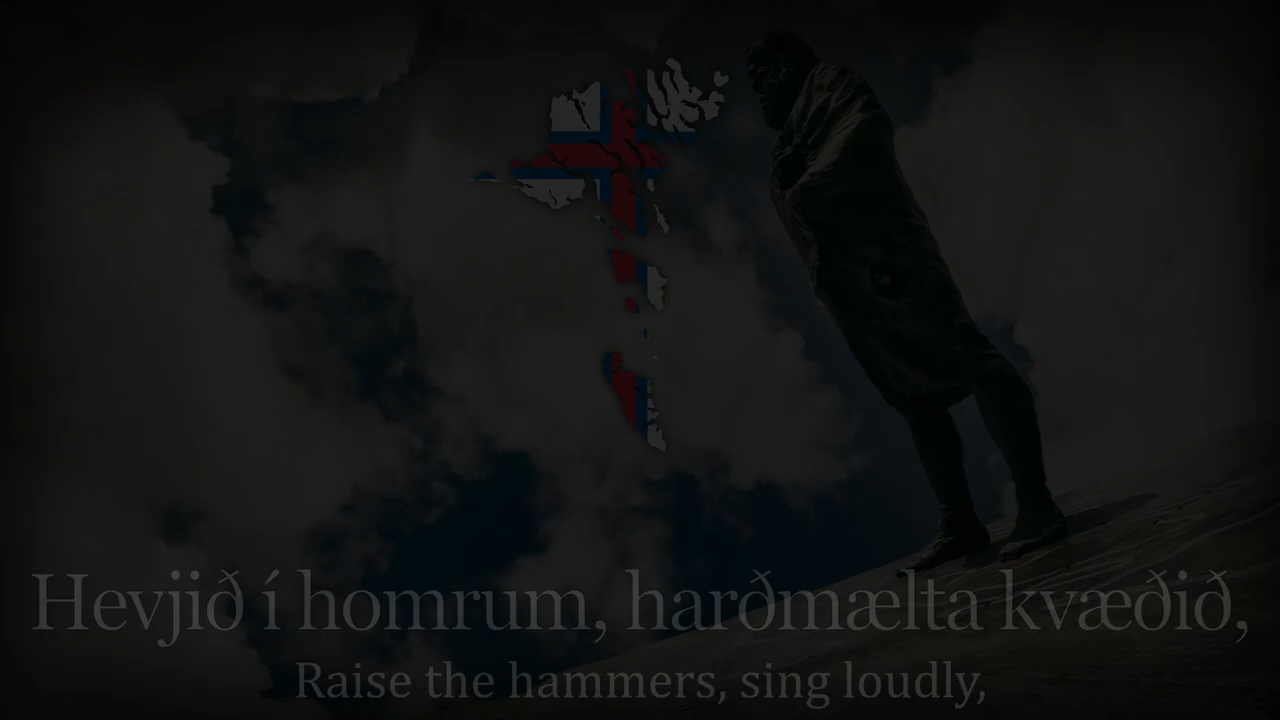 Hevjið í homrum, harðmælta kvæðið,
Raise the hammers, sing loudly,